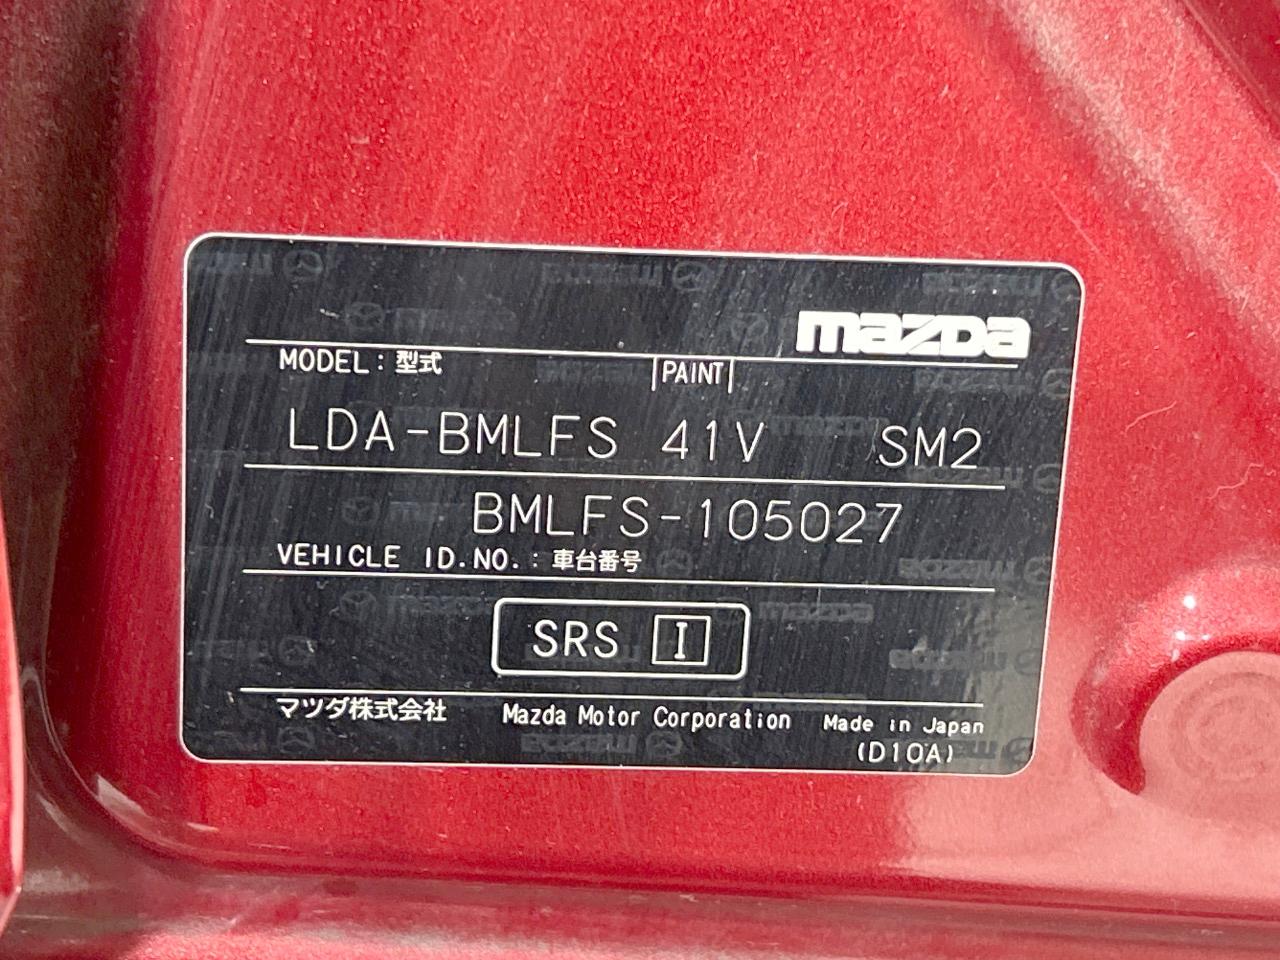 mazda
MODEL : 型式 PAINT
LDA-BMLFS 41V SM2
BMLFS-105027
VEHICLE ID.NO. : 車台番号
SRS I
マツダ株式会社 Mazda Motor Corporation Made in Japan
(D10A)